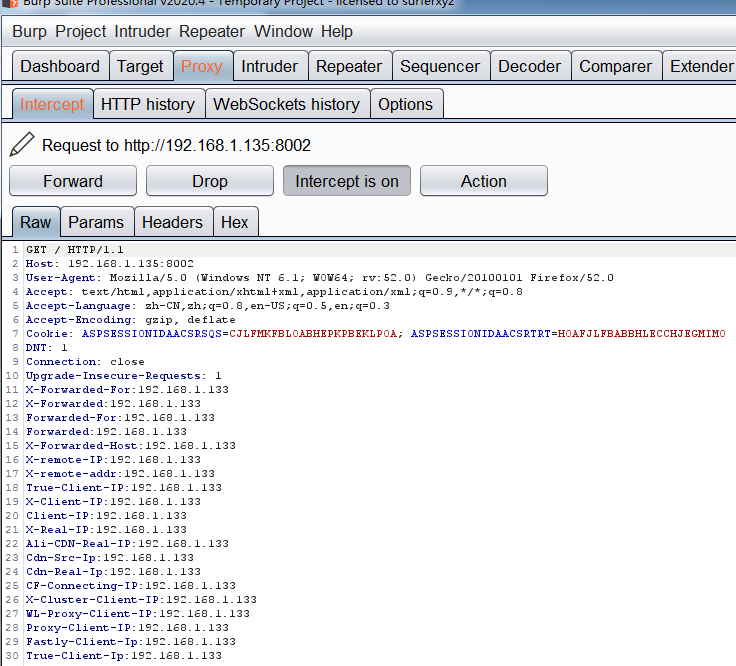 Burp Suite Professional v2020.4 - Temporary Project - licensed to surferxyz
Burp Project Intruder Repeater Window Help
Dashboard Target Proxy Intruder Repeater Sequencer Decoder Comparer Extender
Intercept HTTP history WebSockets history Options
Request to http://192.168.1.135:8002
Forward Drop Intercept is on Action
Raw Params Headers Hex
1 GET / HTTP/1.1
2 Host: 192.168.1.135:8002
3 User-Agent: Mozilla/5.0 (Windows NT 6.1; WOW64; rv:52.0) Gecko/20100101 Firefox/52.0
4 Accept: text/html,application/xhtml+xml,application/xml;q=0.9,*/*;q=0.8
5 Accept-Language: zh-CN,zh;q=0.8,en-US;q=0.5,en;q=0.3
6 Accept-Encoding: gzip, deflate
7 Cookie: ASPSESSIONIDAACSRSQS=CJLFMKFBLOABHEPKPBEKLPOA; ASPSESSIONIDAACSRTRT=HOAFJLFBABBHLECCHJEGMIMO
8 DNT: 1
9 Connection: close
10 Upgrade-Insecure-Requests: 1
11 X-Forwarded-For:192.168.1.133
12 X-Forwarded:192.168.1.133
13 Forwarded-For:192.168.1.133
14 Forwarded:192.168.1.133
15 X-Forwarded-Host:192.168.1.133
16 X-remote-IP:192.168.1.133
17 X-remote-addr:192.168.1.133
18 True-Client-IP:192.168.1.133
19 X-Client-IP:192.168.1.133
20 Client-IP:192.168.1.133
21 X-Real-IP:192.168.1.133
22 Ali-CDN-Real-IP:192.168.1.133
23 Cdn-Src-Ip:192.168.1.133
24 Cdn-Real-Ip:192.168.1.133
25 CF-Connecting-IP:192.168.1.133
26 X-Cluster-Client-IP:192.168.1.133
27 WL-Proxy-Client-IP:192.168.1.133
28 Proxy-Client-IP:192.168.1.133
29 Fastly-Client-Ip:192.168.1.133
30 True-Client-Ip:192.168.1.133